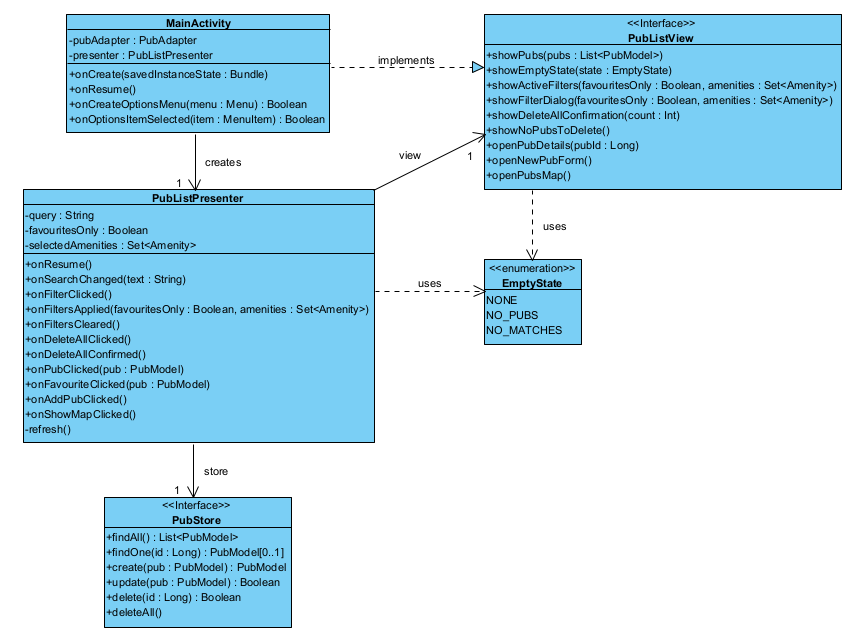 MainActivity
-pubAdapter : PubAdapter
-presenter : PubListPresenter
+onCreate(savedInstanceState : Bundle)
+onResume()
+onCreateOptionsMenu(menu : Menu) : Boolean
+onOptionsItemSelected(item : MenuItem) : Boolean
implements
<<Interface>>
PubListView
+showPubs(pubs : List<PubModel>)
+showEmptyState(state : EmptyState)
+showActiveFilters(favouritesOnly : Boolean, amenities : Set<Amenity>)
+showFilterDialog(favouritesOnly : Boolean, amenities : Set<Amenity>)
+showDeleteAllConfirmation(count : Int)
+showNoPubsToDelete()
+openPubDetails(pubId : Long)
+openNewPubForm()
+openPubsMap()
creates
1
view
1
PubListPresenter
-query : String
-favouritesOnly : Boolean
-selectedAmenities : Set<Amenity>
+onResume()
+onSearchChanged(text : String)
+onFilterClicked()
+onFiltersApplied(favouritesOnly : Boolean, amenities : Set<Amenity>)
+onFiltersCleared()
+onDeleteAllClicked()
+onDeleteAllConfirmed()
+onPubClicked(pub : PubModel)
+onFavouriteClicked(pub : PubModel)
+onAddPubClicked()
+onShowMapClicked()
-refresh()
uses
uses
<<enumeration>>
EmptyState
NONE
NO_PUBS
NO_MATCHES
store
1
<<Interface>>
PubStore
+findAll() : List<PubModel>
+findOne(id : Long) : PubModel[0..1]
+create(pub : PubModel) : PubModel
+update(pub : PubModel) : Boolean
+delete(id : Long) : Boolean
+deleteAll()